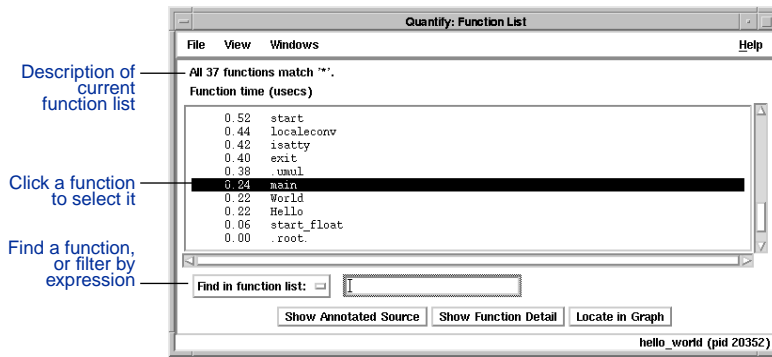 Quantify: Function List
File View Windows Help
Description of
current
function list
All 37 functions match '*'.
Function time (usecs)
0.52 start
0.44 localeconv
0.42 isatty
0.40 exit
0.38 .umul
Click a function
to select it
0.24 main
0.22 World
0.22 Hello
0.06 start_float
0.00 .root.
Find a function,
or filter by
expression
Find in function list:
Show Annotated Source Show Function Detail Locate in Graph
hello_world (pid 20352)